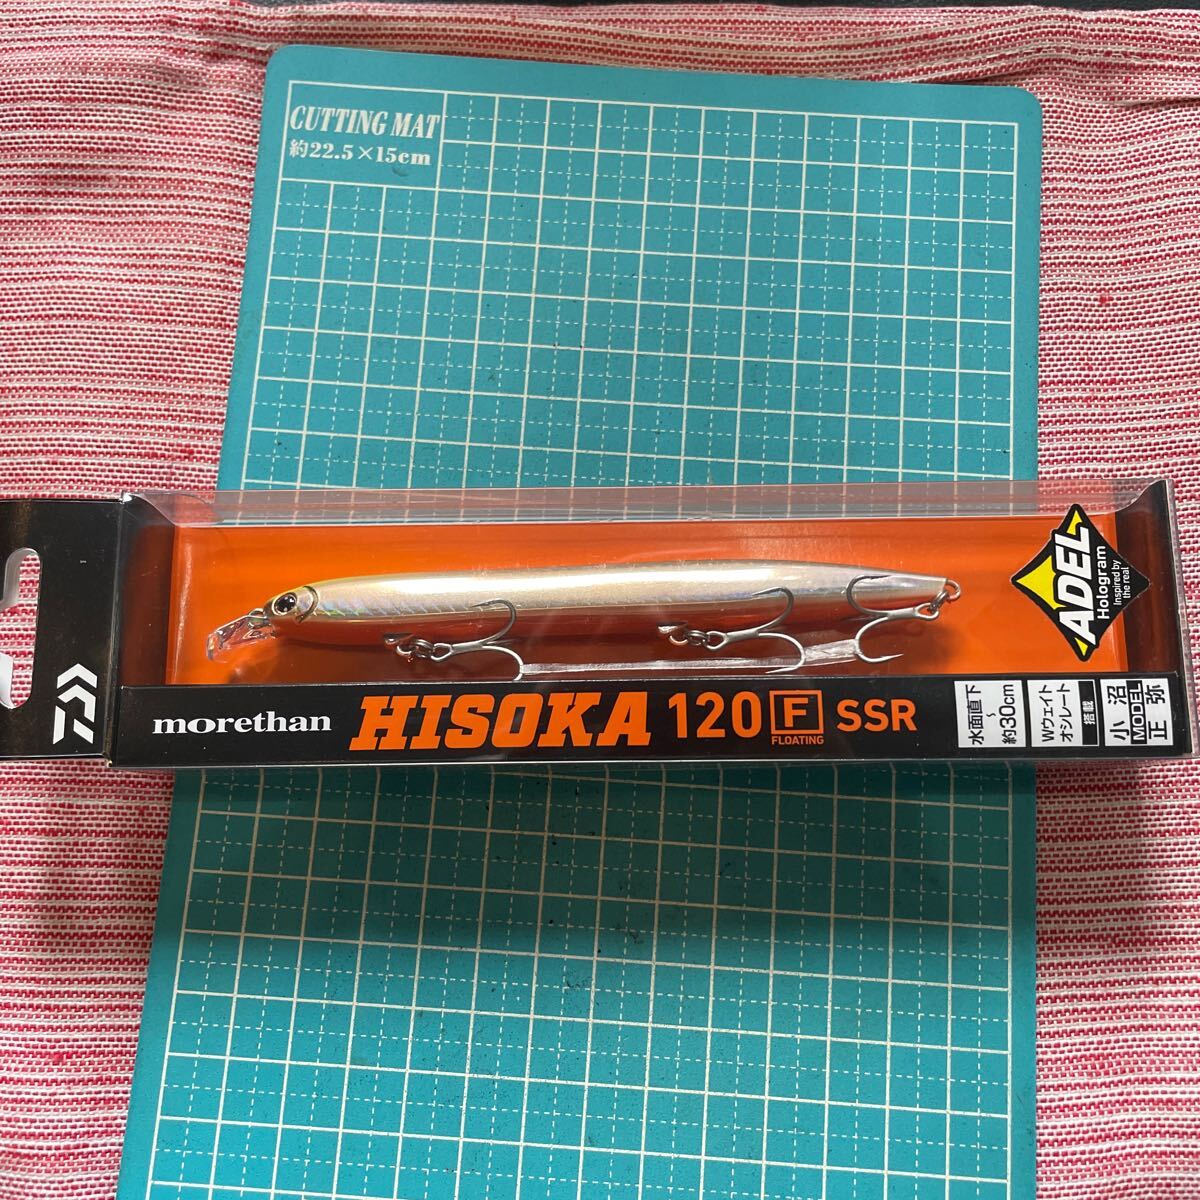 CUTTING MAT
約22.5×15cm
ADEL
Hologram
Inspired by
the real
morethan HISOKA 120 F SSR
FLOATING
水面直下
~
約30cm
Wウェイト
オシレート
搭載
小沼
MODEL
正弥